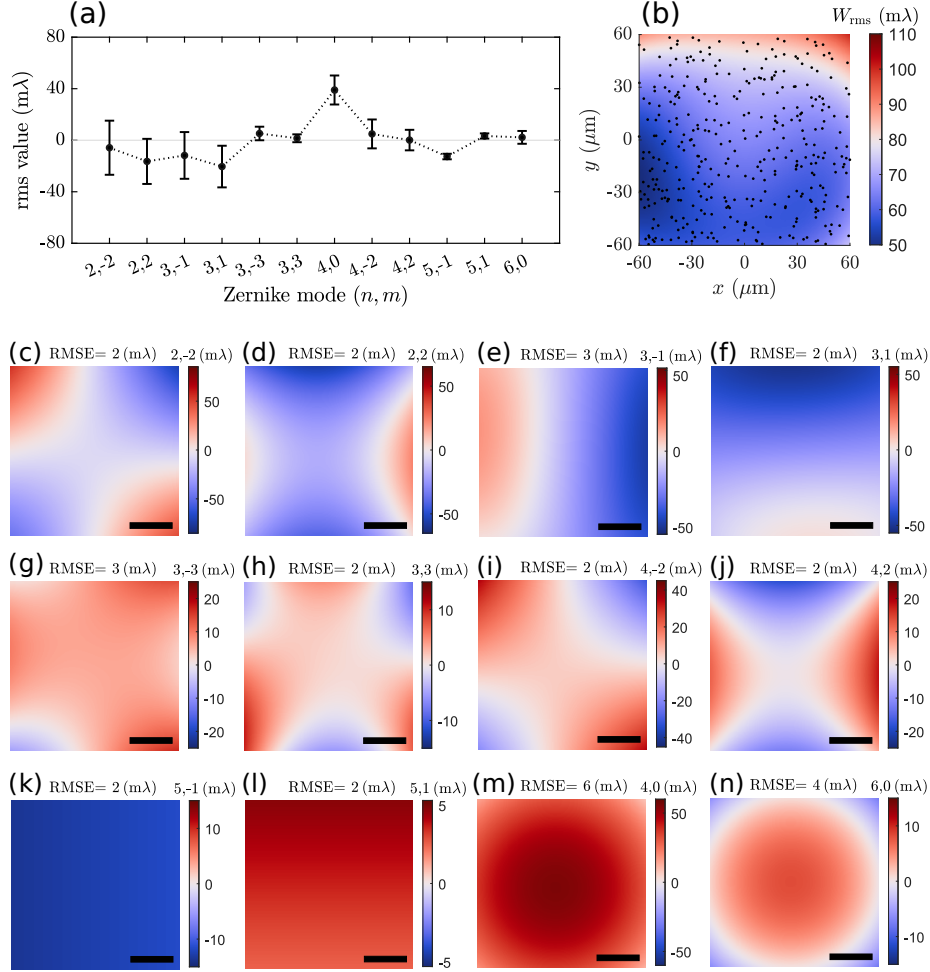 (a)
80
40
0
-40
-80
rms value (mλ)
2,-2 2,2 3,-1 3,1 3,-3 3,3 4,0 4,-2 4,2 5,-1 5,1 6,0
Zernike mode (n, m)
(b)
W_rms (mλ)
60
30
0
-30
-60
y (μm)
-60 -30 0 30 60
x (μm)
110
100
90
80
70
60
50
(c) RMSE= 2 (mλ) 2,-2 (mλ)
50
0
-50
(d) RMSE= 2 (mλ) 2,2 (mλ)
50
0
-50
(e) RMSE= 3 (mλ) 3,-1 (mλ)
50
0
-50
(f) RMSE= 2 (mλ) 3,1 (mλ)
50
0
-50
(g) RMSE= 3 (mλ) 3,-3 (mλ)
20
10
0
-10
-20
(h) RMSE= 2 (mλ) 3,3 (mλ)
10
0
-10
(i) RMSE= 2 (mλ) 4,-2 (mλ)
40
20
0
-20
-40
(j) RMSE= 2 (mλ) 4,2 (mλ)
20
10
0
-10
-20
(k) RMSE= 2 (mλ) 5,-1 (mλ)
10
0
-10
(l) RMSE= 2 (mλ) 5,1 (mλ)
5
0
-5
(m) RMSE= 6 (mλ) 4,0 (mλ)
50
0
-50
(n) RMSE= 4 (mλ) 6,0 (mλ)
10
0
-10